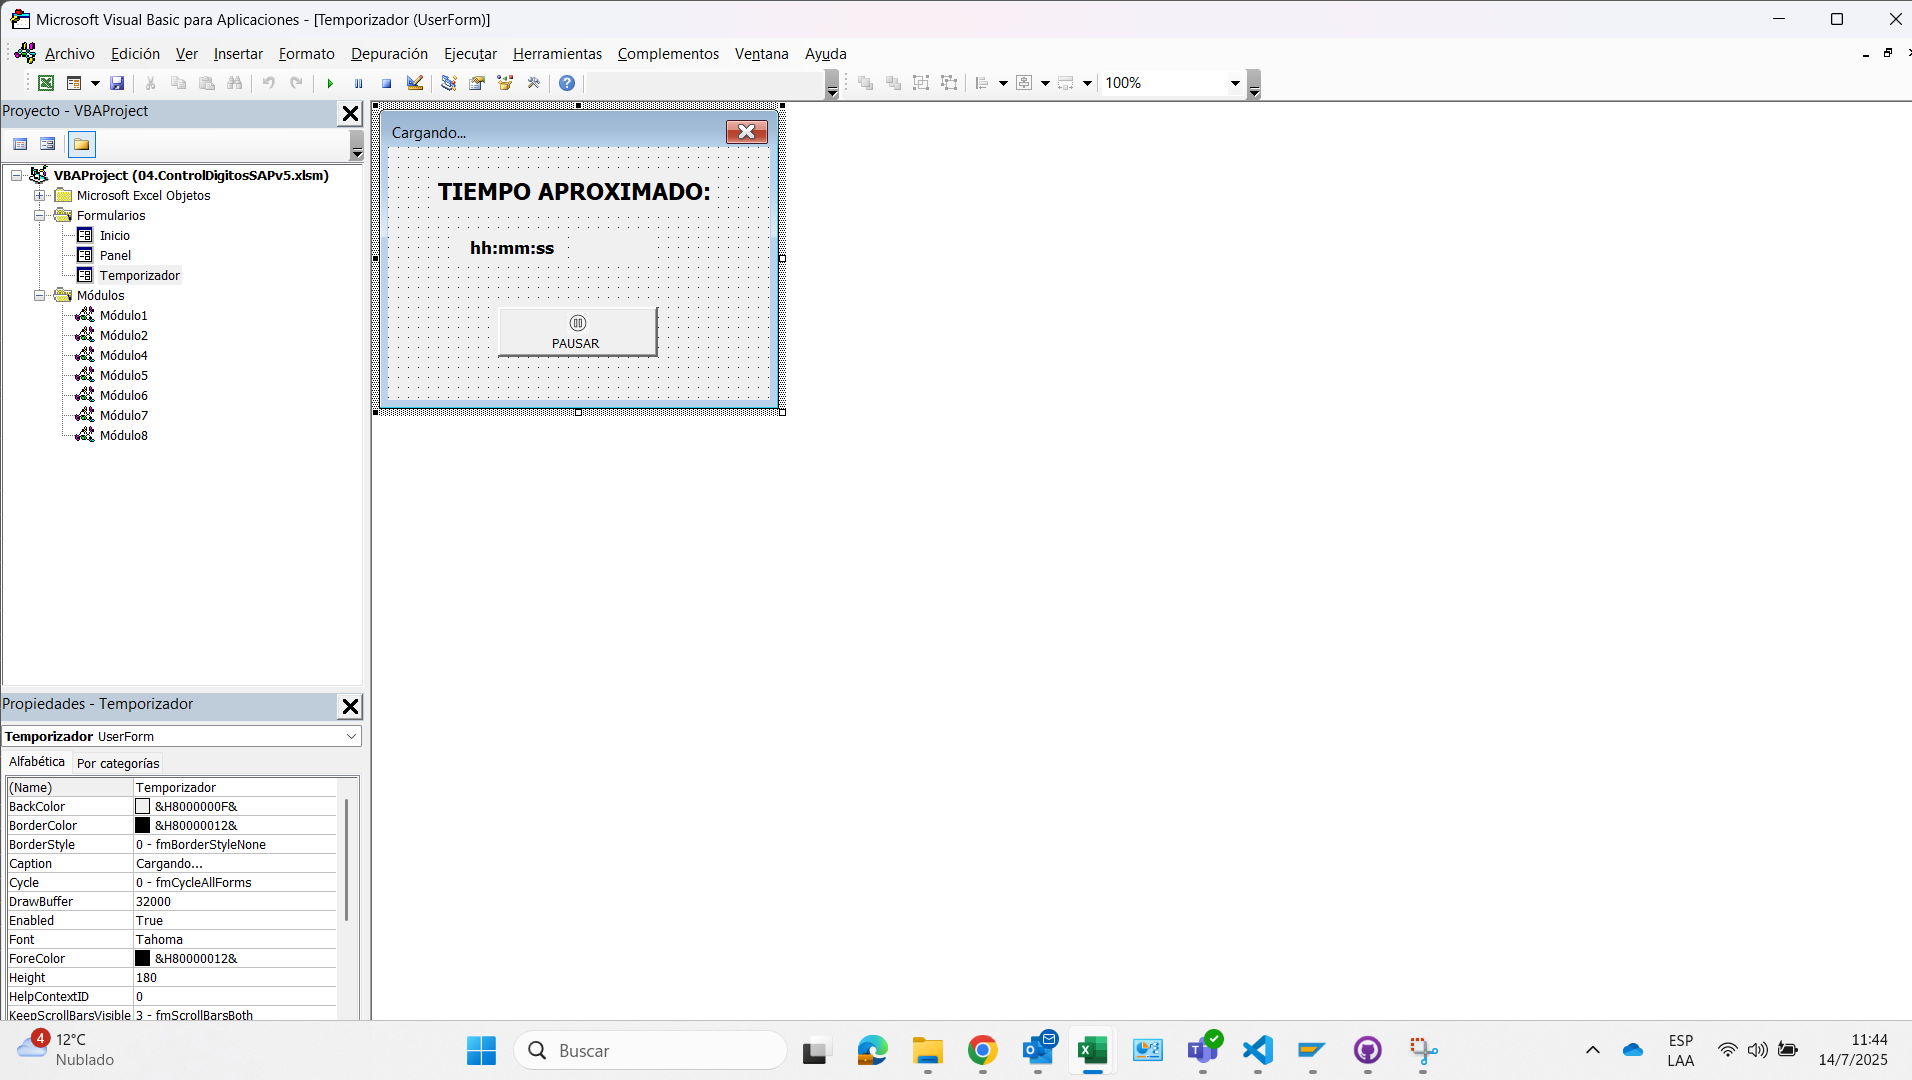 Microsoft Visual Basic para Aplicaciones - [Temporizador (UserForm)]
Archivo Edición Ver Insertar Formato Depuración Ejecutar Herramientas Complementos Ventana Ayuda
100%
Proyecto - VBAProject
VBAProject (04.ControlDigitosSAPv5.xlsm)
Microsoft Excel Objetos
Formularios
Inicio
Panel
Temporizador
Módulos
Módulo1
Módulo2
Módulo4
Módulo5
Módulo6
Módulo7
Módulo8
Cargando...
TIEMPO APROXIMADO:
hh:mm:ss
PAUSAR
Propiedades - Temporizador
Temporizador UserForm
Alfabética Por categorías
(Name) Temporizador
BackColor &H8000000F&
BorderColor &H80000012&
BorderStyle 0 - fmBorderStyleNone
Caption Cargando...
Cycle 0 - fmCycleAllForms
DrawBuffer 32000
Enabled True
Font Tahoma
ForeColor &H80000012&
Height 180
HelpContextID 0
KeepScrollBarsVisible 3 - fmScrollBarsBoth
4
12°C
Nublado
Buscar
ESP
LAA
11:44
14/7/2025